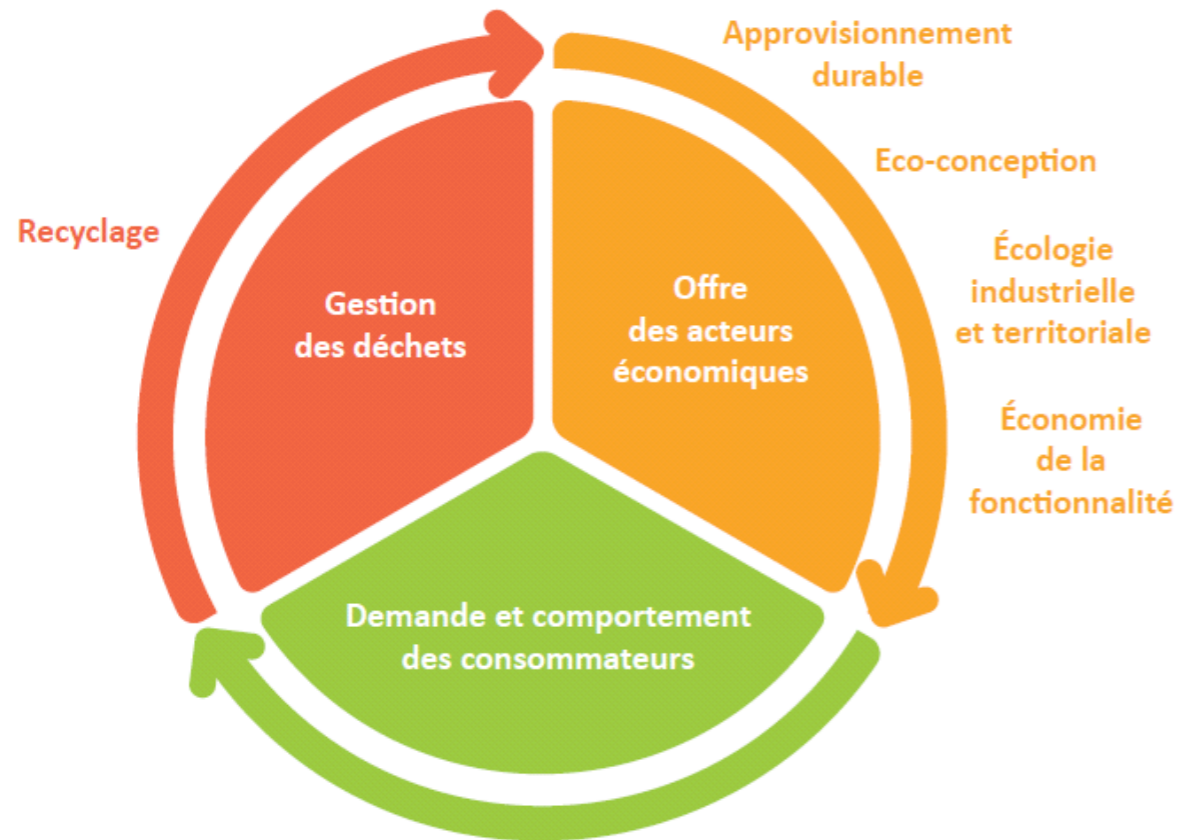 Approvisionnement
durable
Eco-conception
Écologie
industrielle
et territoriale
Économie
de la
fonctionnalité
Recyclage
Gestion
des déchets
Offre
des acteurs
économiques
Demande et comportement
des consommateurs